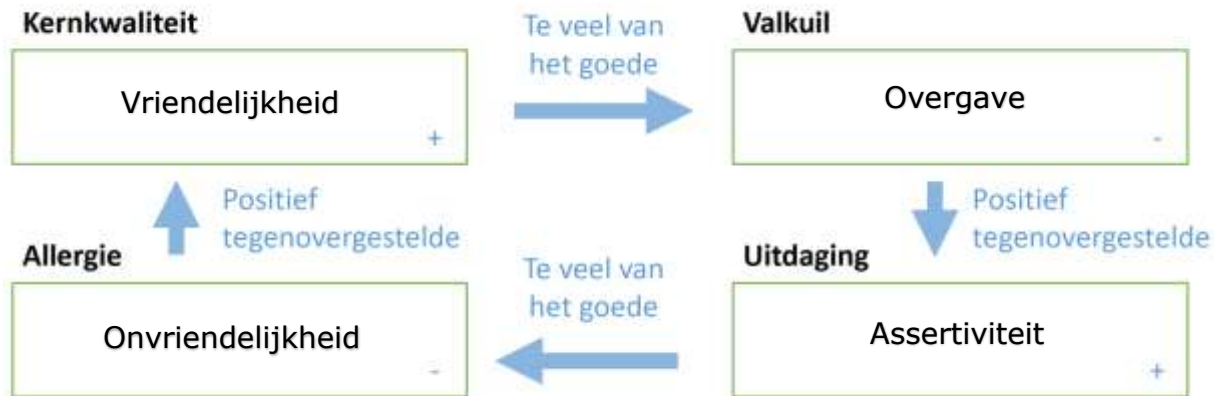 Kernkwaliteit
Te veel van
het goede
Valkuil
Vriendelijkheid
+
Overgave
-
Positief
tegenovergestelde
Positief
tegenovergestelde
Allergie
Te veel van
het goede
Uitdaging
Onvriendelijkheid
-
Assertiviteit
+